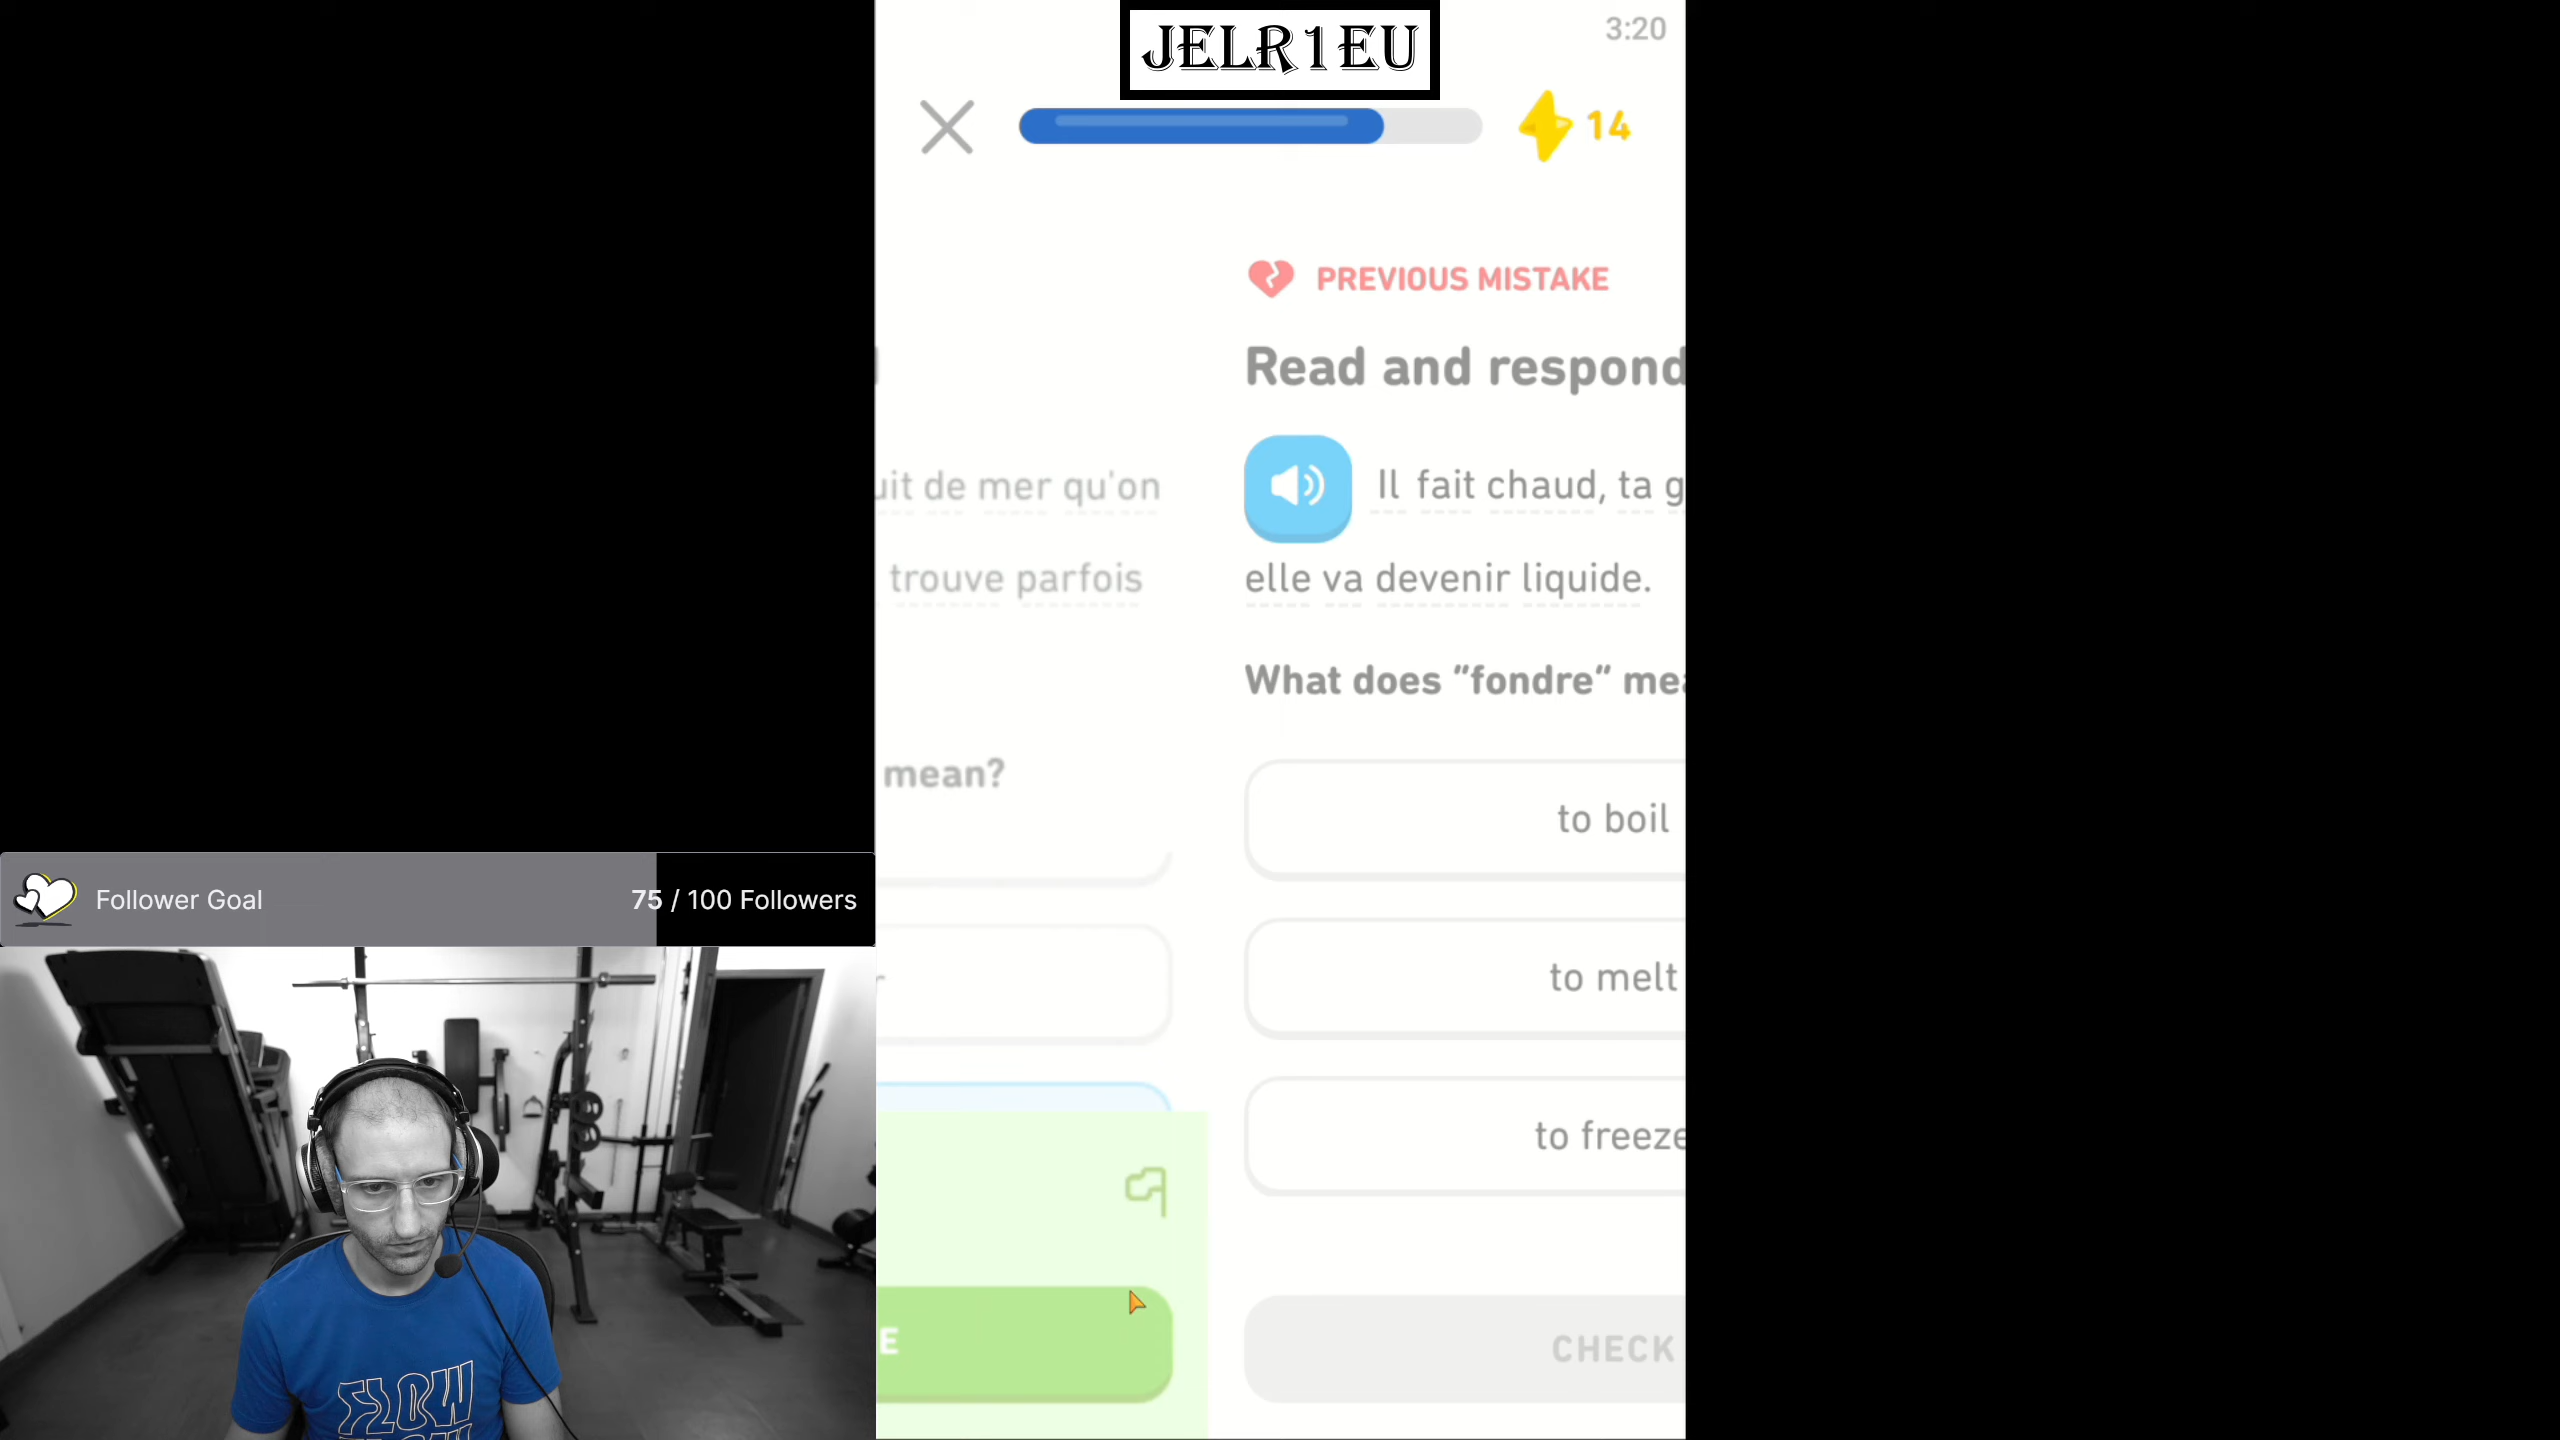 JELR1EU
3:20
14
PREVIOUS MISTAKE
Read and respond
de mer qu'on
Il fait chaud, ta
trouve parfois
elle va devenir liquide.
What does "fondre"
mean?
to boil
to melt
to freeze
CHECK
Follower Goal
75 / 100 Followers
FLOW